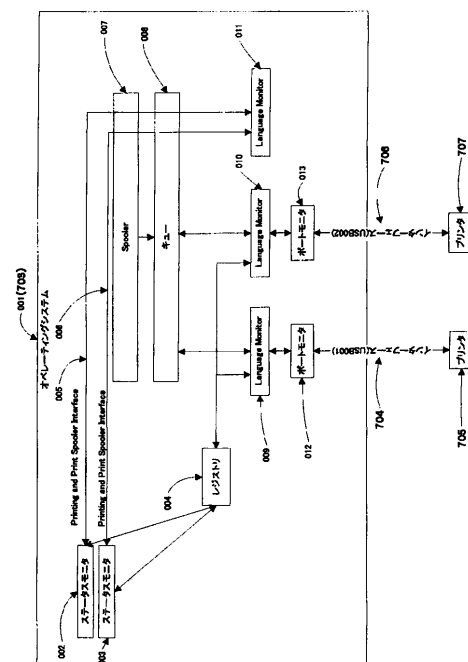 001(703)
オペレーティングシステム
002
ステータスモニタ
003
ステータスモニタ
005
Printing and Print Spooler Interface
006
Printing and Print Spooler Interface
007
Spooler
008
キュー
004
レジストリ
009
Language Monitor
010
Language Monitor
011
Language Monitor
012
ポートモニタ
013
ポートモニタ
704
インターフェース(USB001)
706
インターフェース(USB002)
705
プリンタ
707
プリンタ